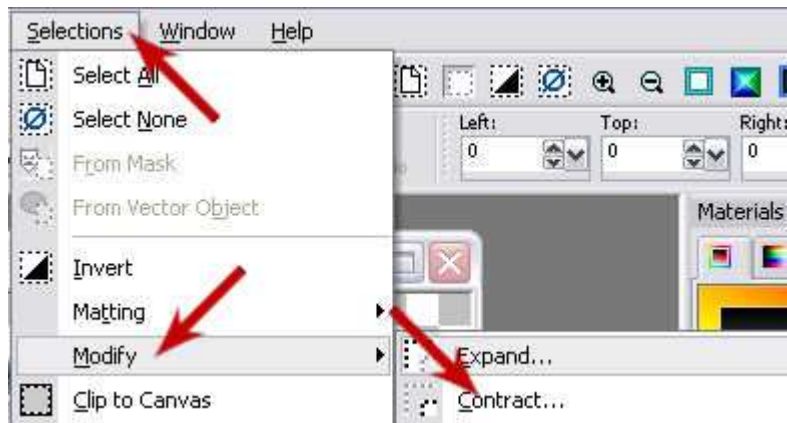 Selections Window Help
Select All
Select None
Left: Top: Right:
0 0 0
From Mask
From Vector Object
Materials
Invert
Matting
Modify
Expand...
Clip to Canvas
Contract...